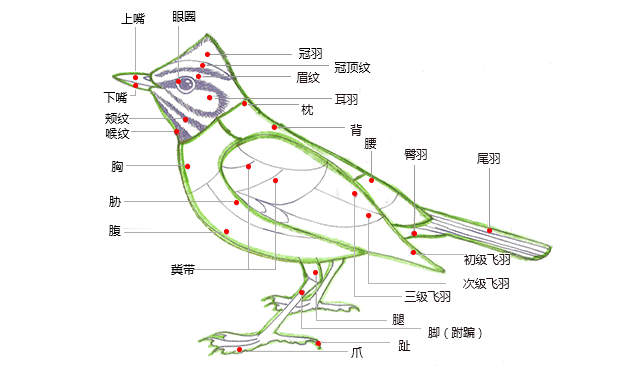 上嘴
眼圈
冠羽
冠顶纹
眉纹
下嘴
耳羽
枕
颊纹
喉纹
背
腰
臀羽
尾羽
胸
胁
腹
冀带
初级飞羽
次级飞羽
三级飞羽
腿
脚（跗蹠）
趾
爪